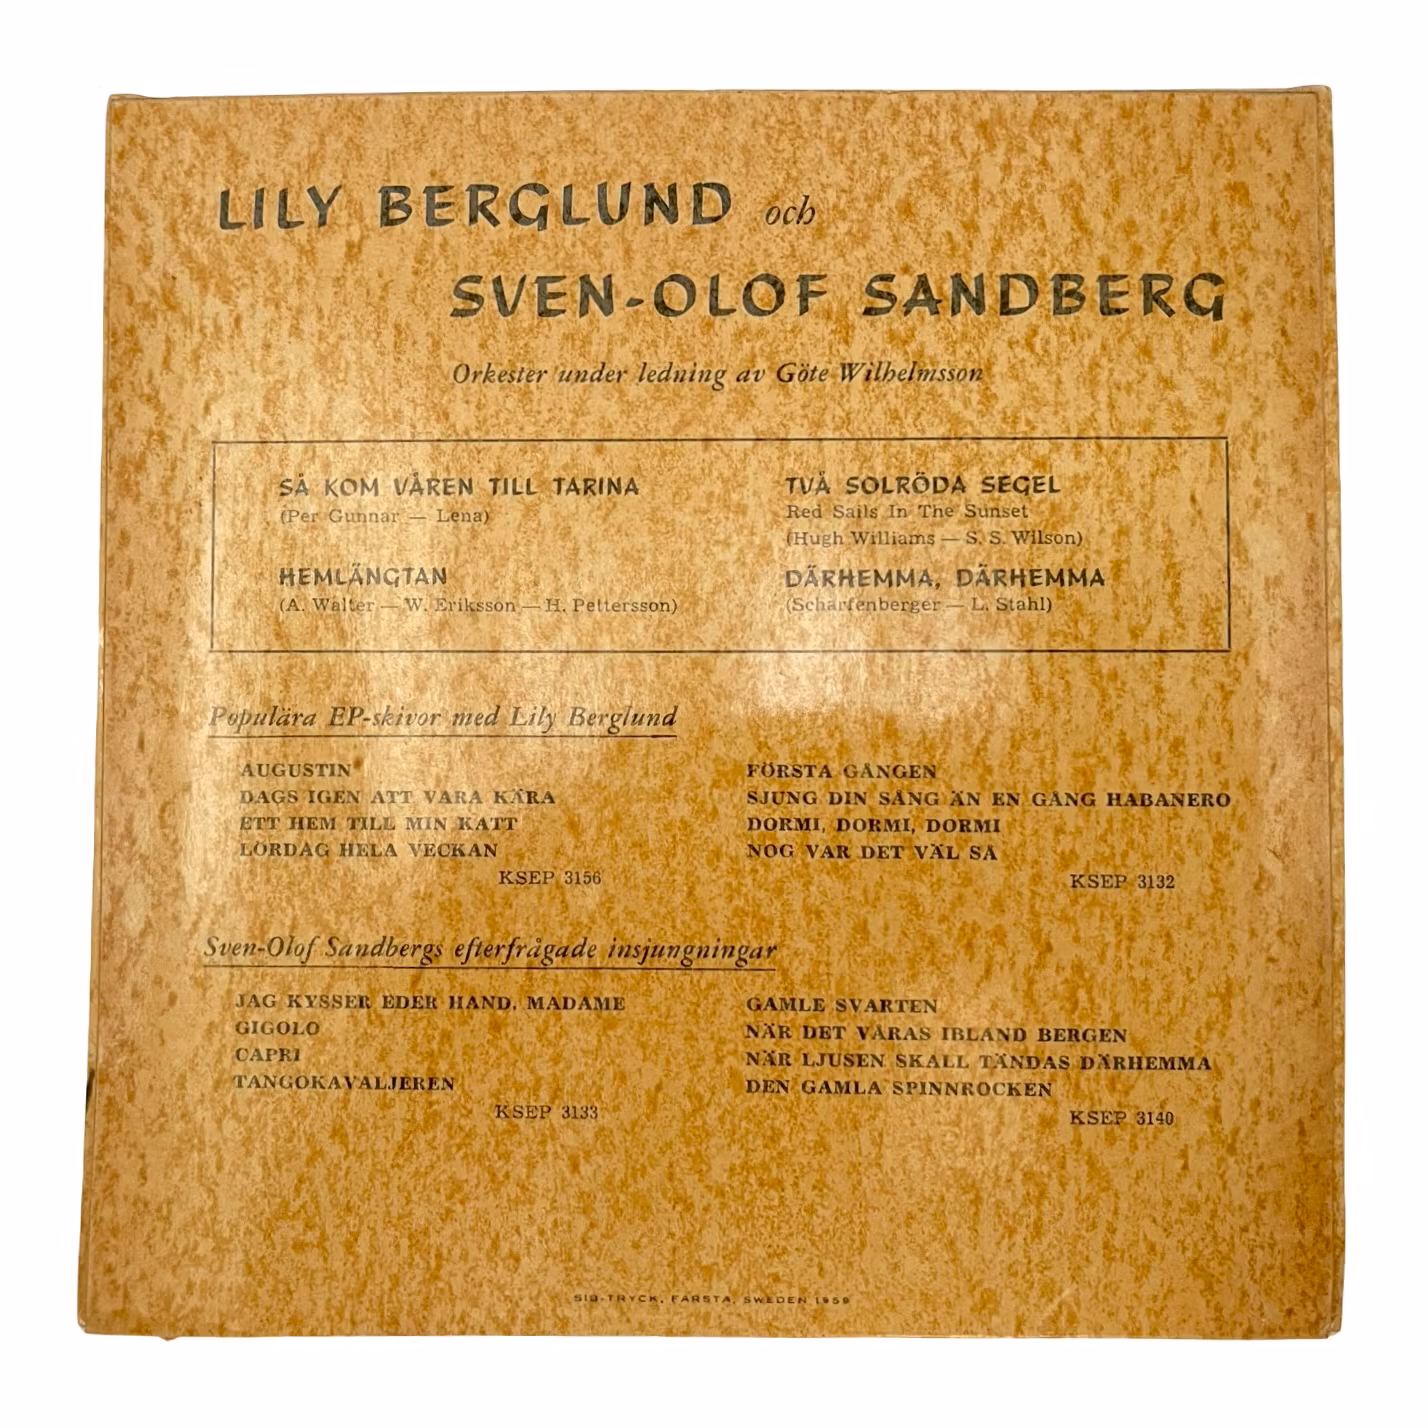 LILY BERGLUND och
SVEN-OLOF SANDBERG
Orkester under ledning av Göte Wilhelmsson
SÅ KOM VÅREN TILL TARINA
(Per Gunnar — Lena)
HEMLÄNGTAN
(A. Walter — W. Eriksson — H. Pettersson)
TVÅ SOLRÖDA SEGEL
Red Sails In The Sunset
(Hugh Williams — S. S. Wilson)
DÄRHEMMA, DÄRHEMMA
(Scharfenberger — L. Stahl)
Populära EP-skivor med Lily Berglund
AUGUSTIN
DAGS IGEN ATT VARA KÄRA
ETT HEM TILL MIN KATT
LÖRDAG HELA VECKAN
KSEP 3156
FÖRSTA GÅNGEN
SJUNG DIN SÅNG ÄN EN GÅNG HABANERO
DORMI, DORMI, DORMI
NOG VAR DET VÄL SÅ
KSEP 3132
Sven-Olof Sandbergs efterfrågade insjungningar
JAG KYSSER EDER HAND, MADAME
GIGOLO
CAPRI
TANGOKAVALJEREN
KSEP 3133
GAMLE SVARTEN
NÄR DET VÅRAS IBLAND BERGEN
NÄR LJUSEN SKALL TÄNDAS DÄRHEMMA
DEN GAMLA SPINNROCKEN
KSEP 3140
SIB-TRYCK, FARSTA, SWEDEN 1959